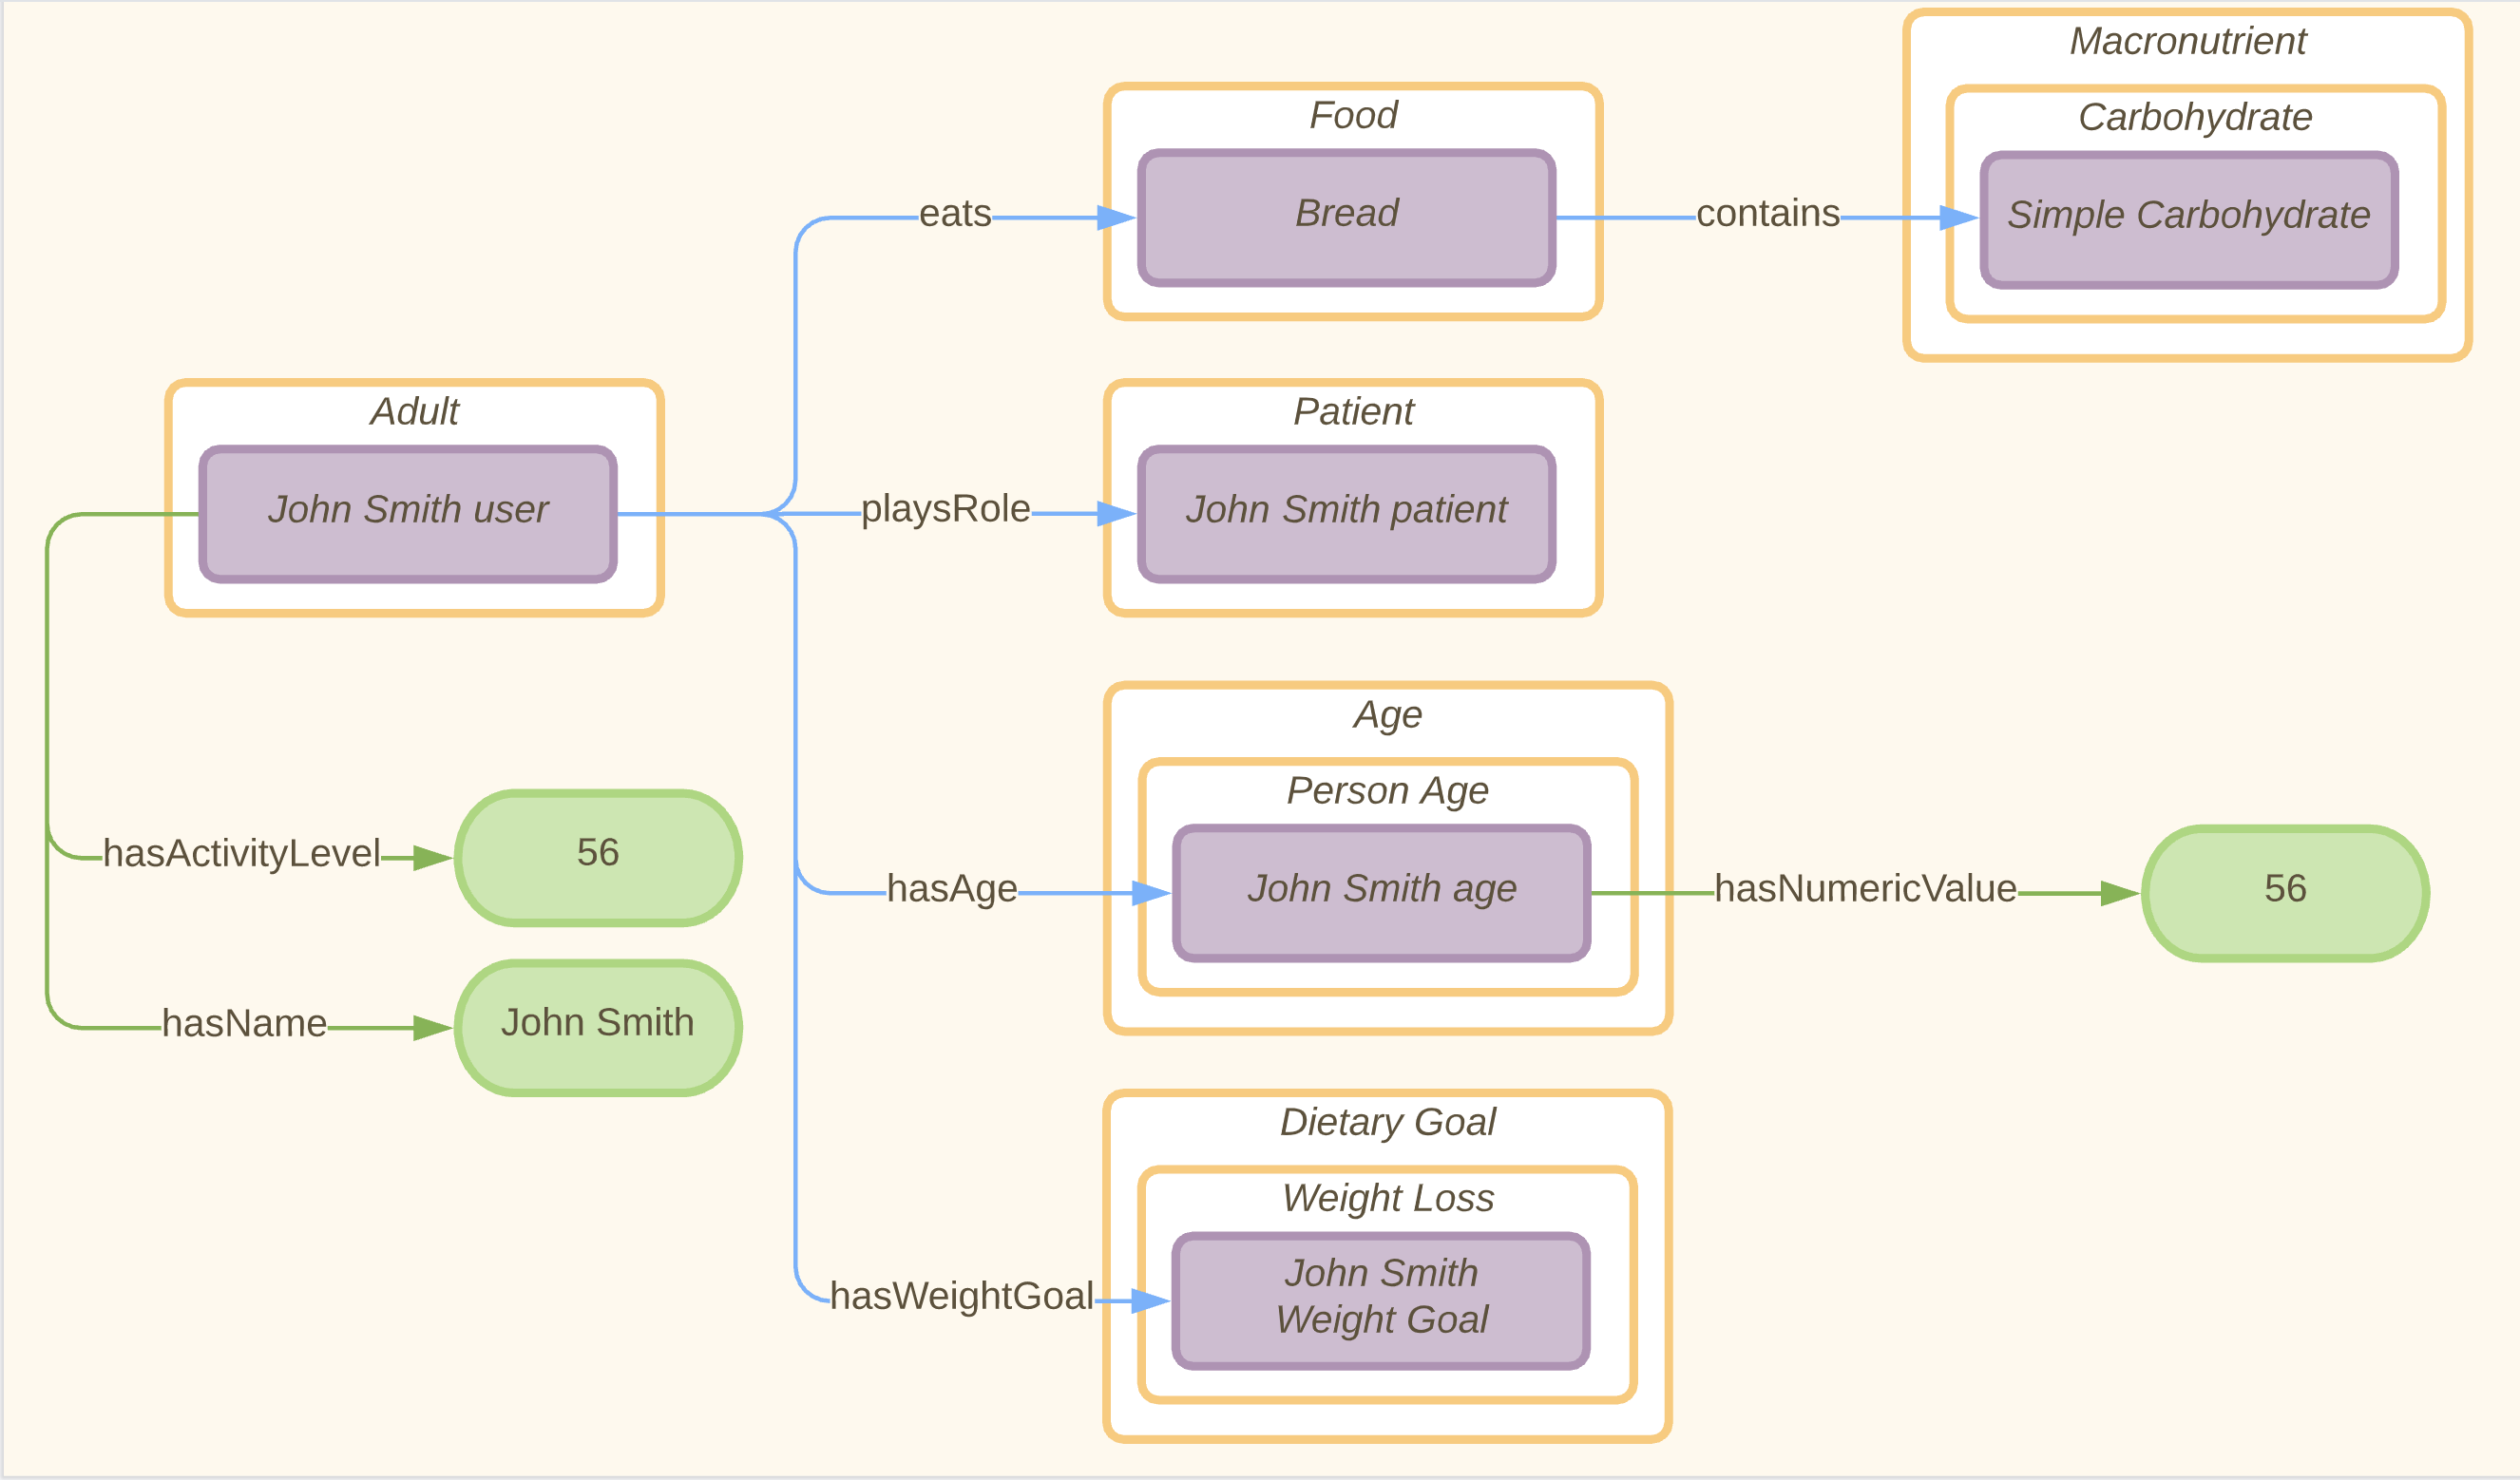 Macronutrient
Food
Carbohydrate
eats
Bread
contains
Simple Carbohydrate
Adult
Patient
John Smith user
playsRole
John Smith patient
Age
Person Age
hasActivityLevel
56
hasAge
John Smith age
hasNumericValue
56
hasName
John Smith
Dietary Goal
Weight Loss
hasWeightGoal
John Smith
Weight Goal